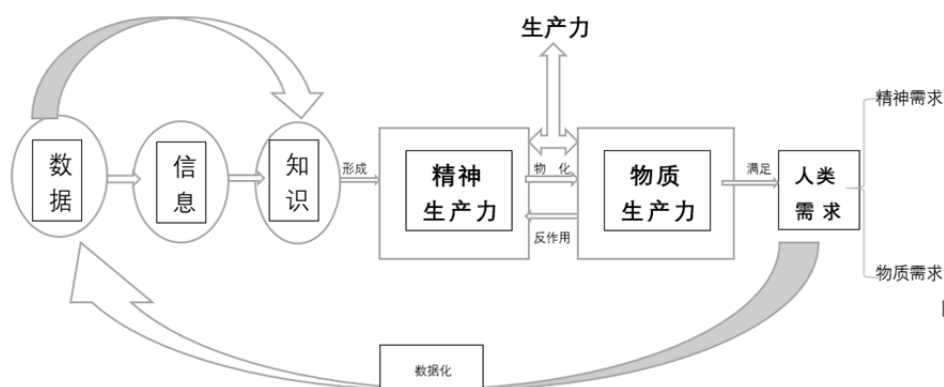 生产力
数
据
信
息
知
识
形成
精神
生产力
物 化
反作用
物质
生产力
满足
人类
需 求
精神需求
物质需求
数据化